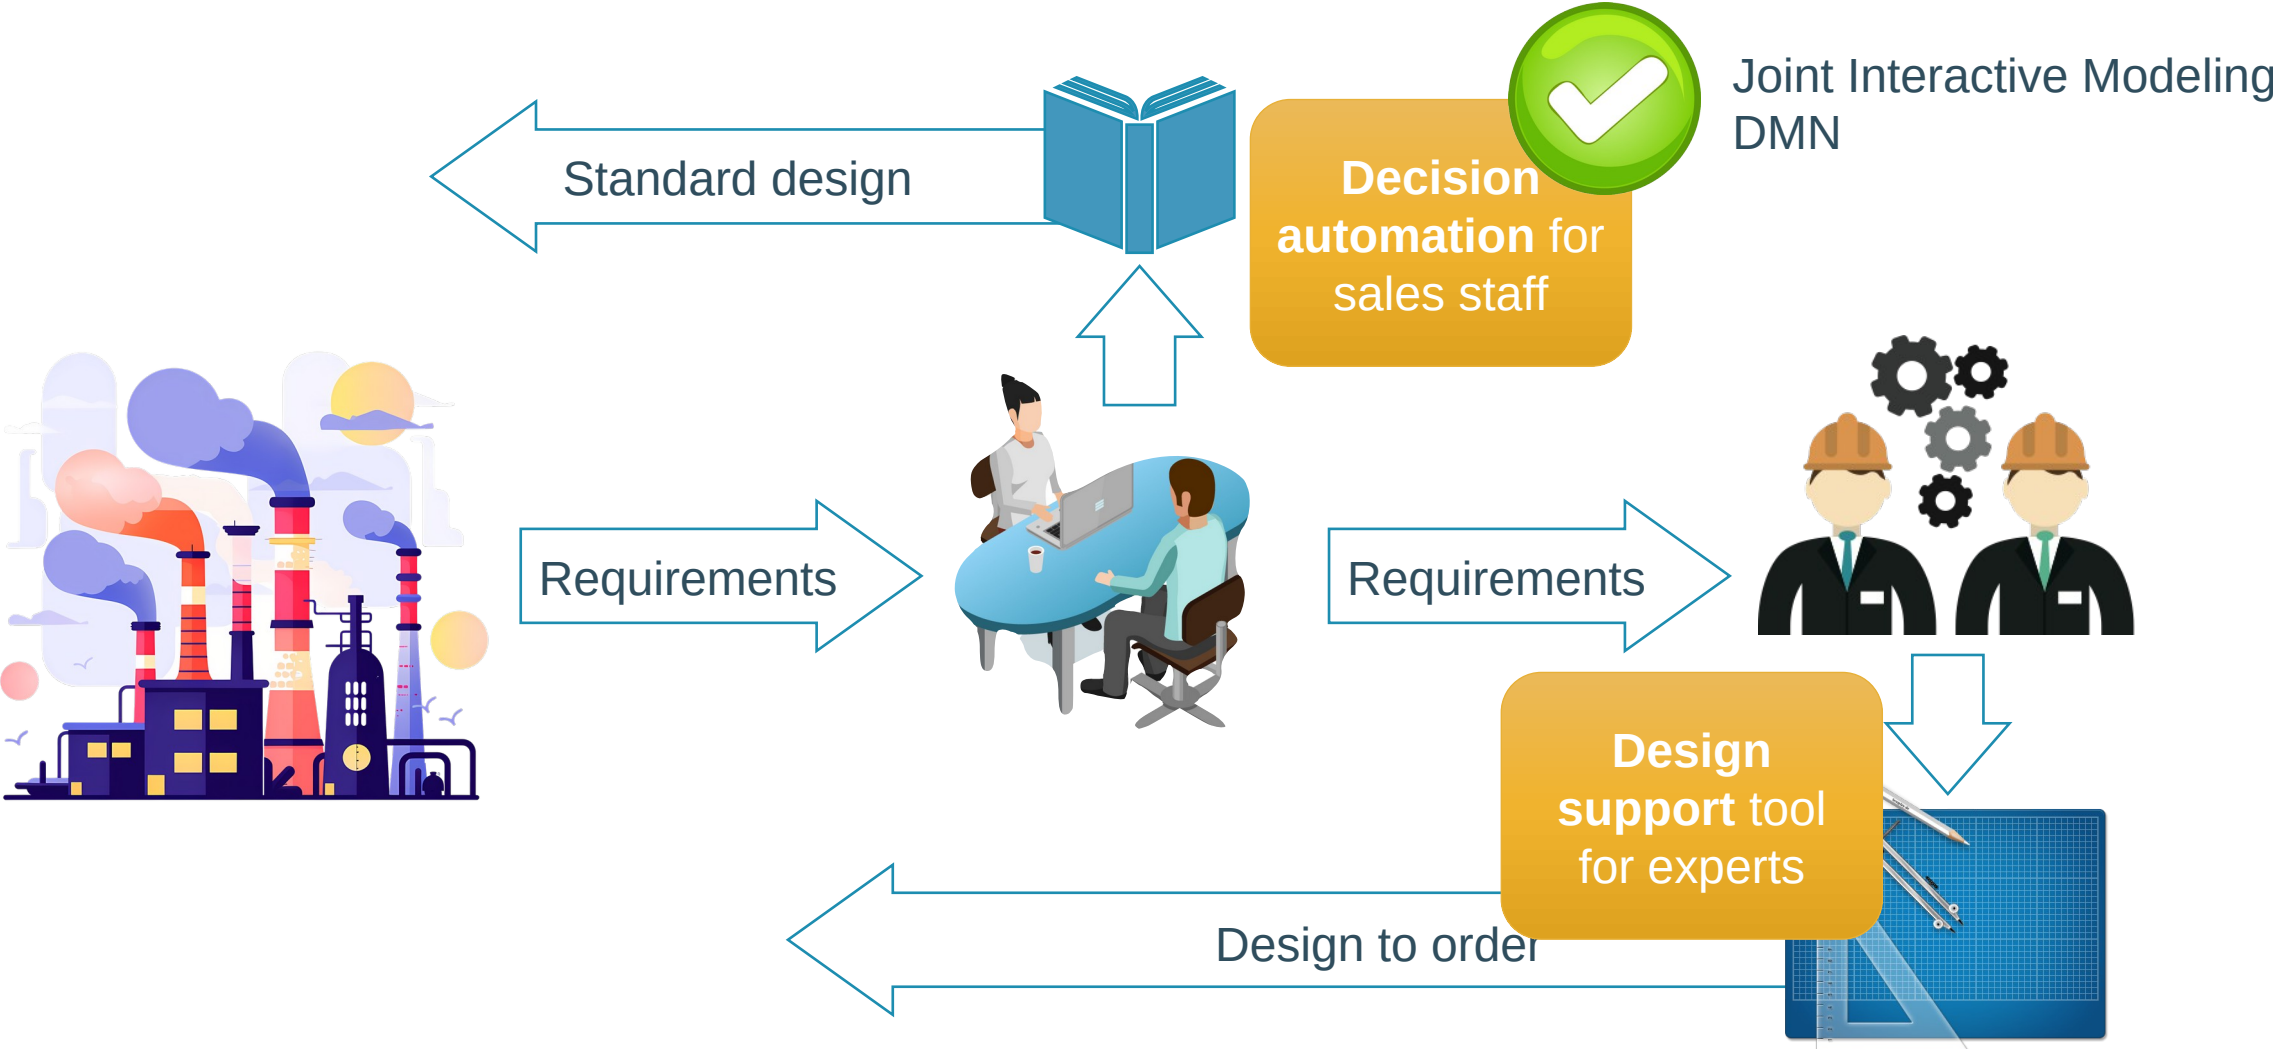 Joint Interactive Modeling
DMN
Standard design
Decision
automation for
sales staff
Requirements
Requirements
Design
support tool
for experts
Design to order